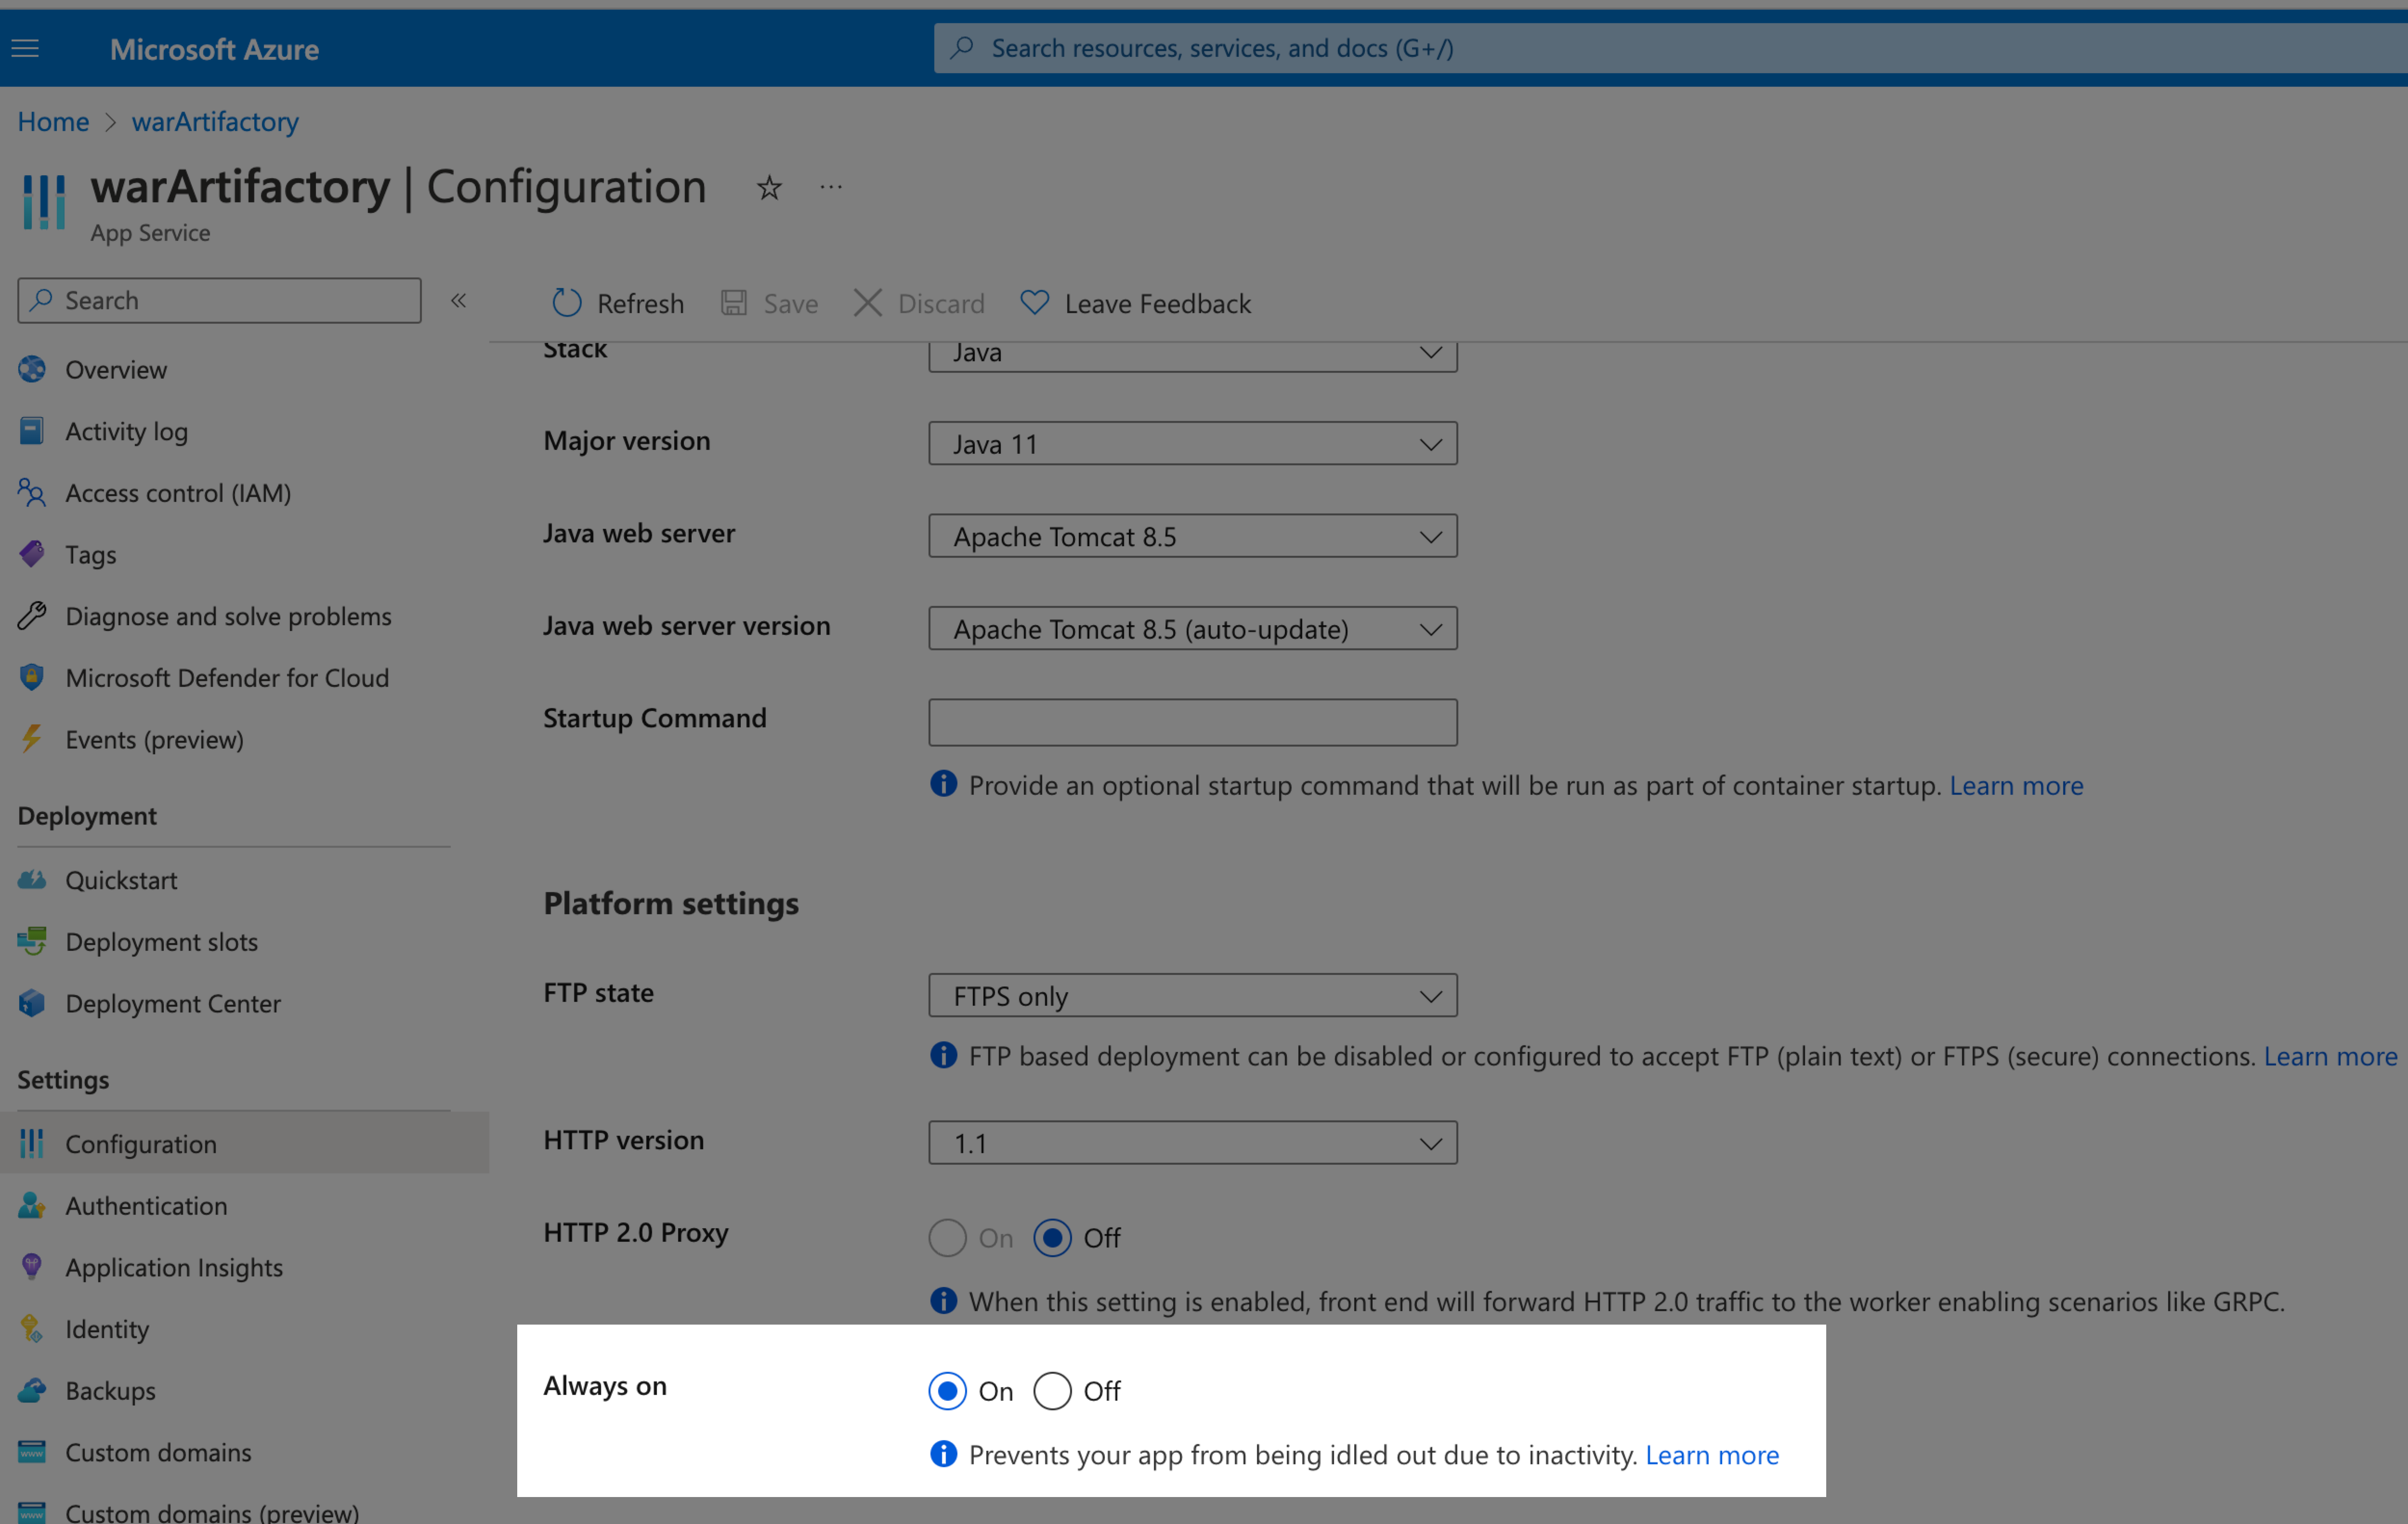 Microsoft Azure
Search resources, services, and docs (G+/)
Home > warArtifactory
warArtifactory | Configuration
App Service
Search
Overview
Activity log
Access control (IAM)
Tags
Diagnose and solve problems
Microsoft Defender for Cloud
Events (preview)
Deployment
Quickstart
Deployment slots
Deployment Center
Settings
Configuration
Authentication
Application Insights
Identity
Backups
Custom domains
Custom domains (preview)
Refresh Save Discard Leave Feedback
Stack Java
Major version Java 11
Java web server Apache Tomcat 8.5
Java web server version Apache Tomcat 8.5 (auto-update)
Startup Command
Provide an optional startup command that will be run as part of container startup. Learn more
Platform settings
FTP state FTPS only
FTP based deployment can be disabled or configured to accept FTP (plain text) or FTPS (secure) connections. Learn more
HTTP version 1.1
HTTP 2.0 Proxy On Off
When this setting is enabled, front end will forward HTTP 2.0 traffic to the worker enabling scenarios like GRPC.
Always on On Off
Prevents your app from being idled out due to inactivity. Learn more